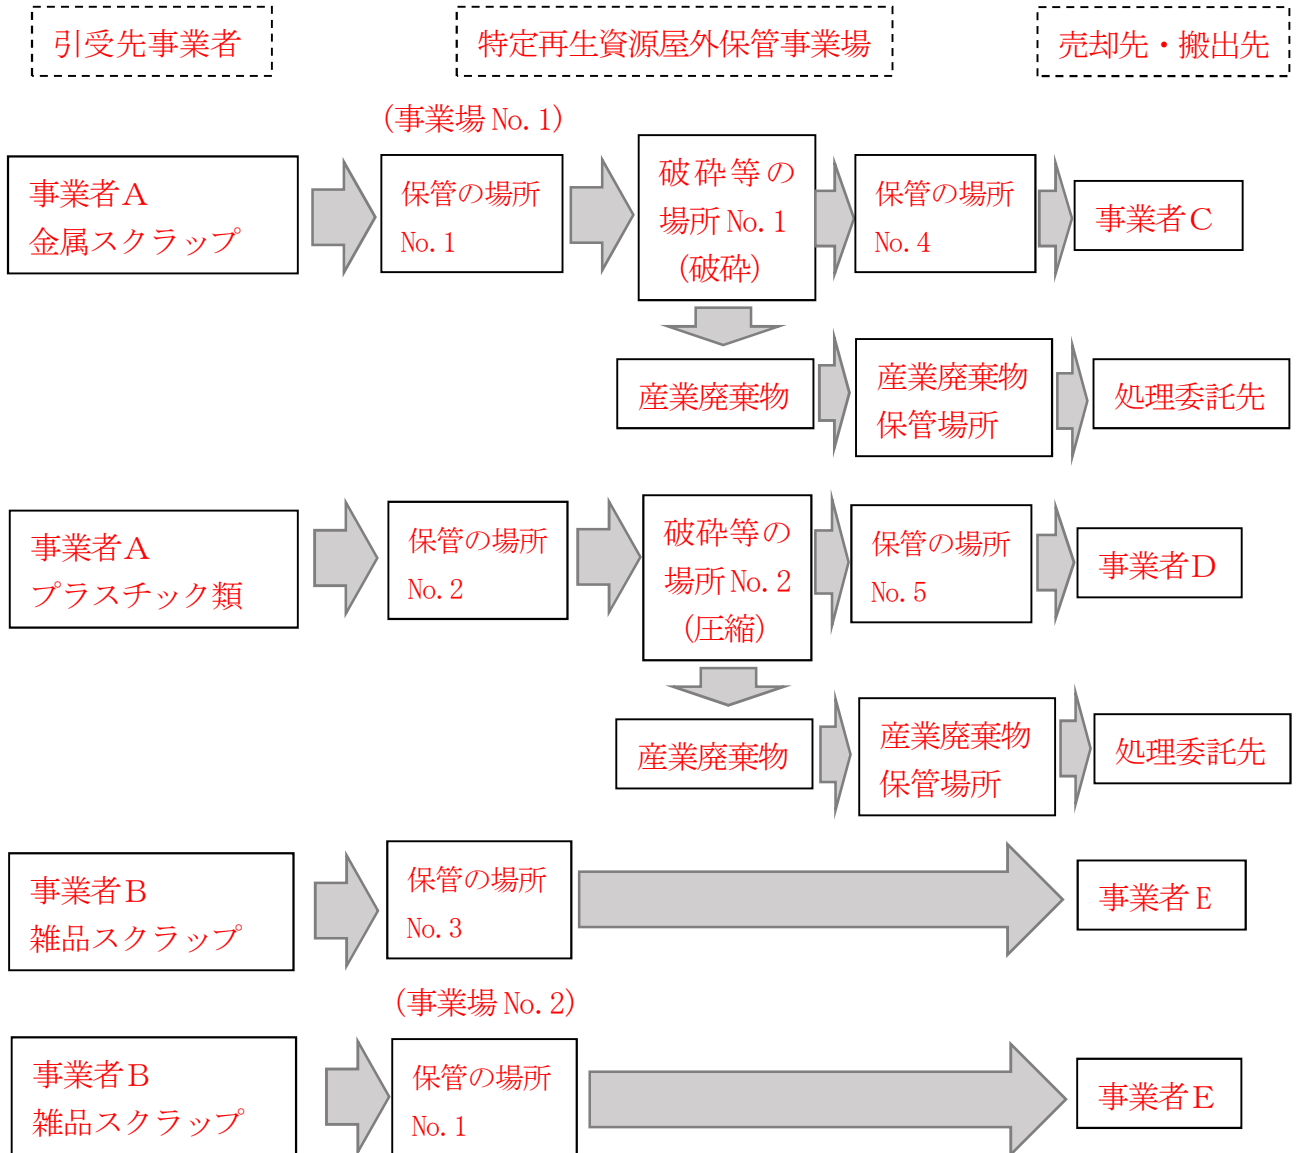 引受先事業者
特定再生資源屋外保管事業場
売却先・搬出先
(事業場 No.1)
事業者A
金属スクラップ
保管の場所
No.1
破砕等の
場所 No.1
(破砕)
保管の場所
No.4
事業者C
産業廃棄物
産業廃棄物
保管場所
処理委託先
事業者A
プラスチック類
保管の場所
No.2
破砕等の
場所 No.2
(圧縮)
保管の場所
No.5
事業者D
産業廃棄物
産業廃棄物
保管場所
処理委託先
事業者B
雑品スクラップ
保管の場所
No.3
事業者E
(事業場 No.2)
事業者B
雑品スクラップ
保管の場所
No.1
事業者E